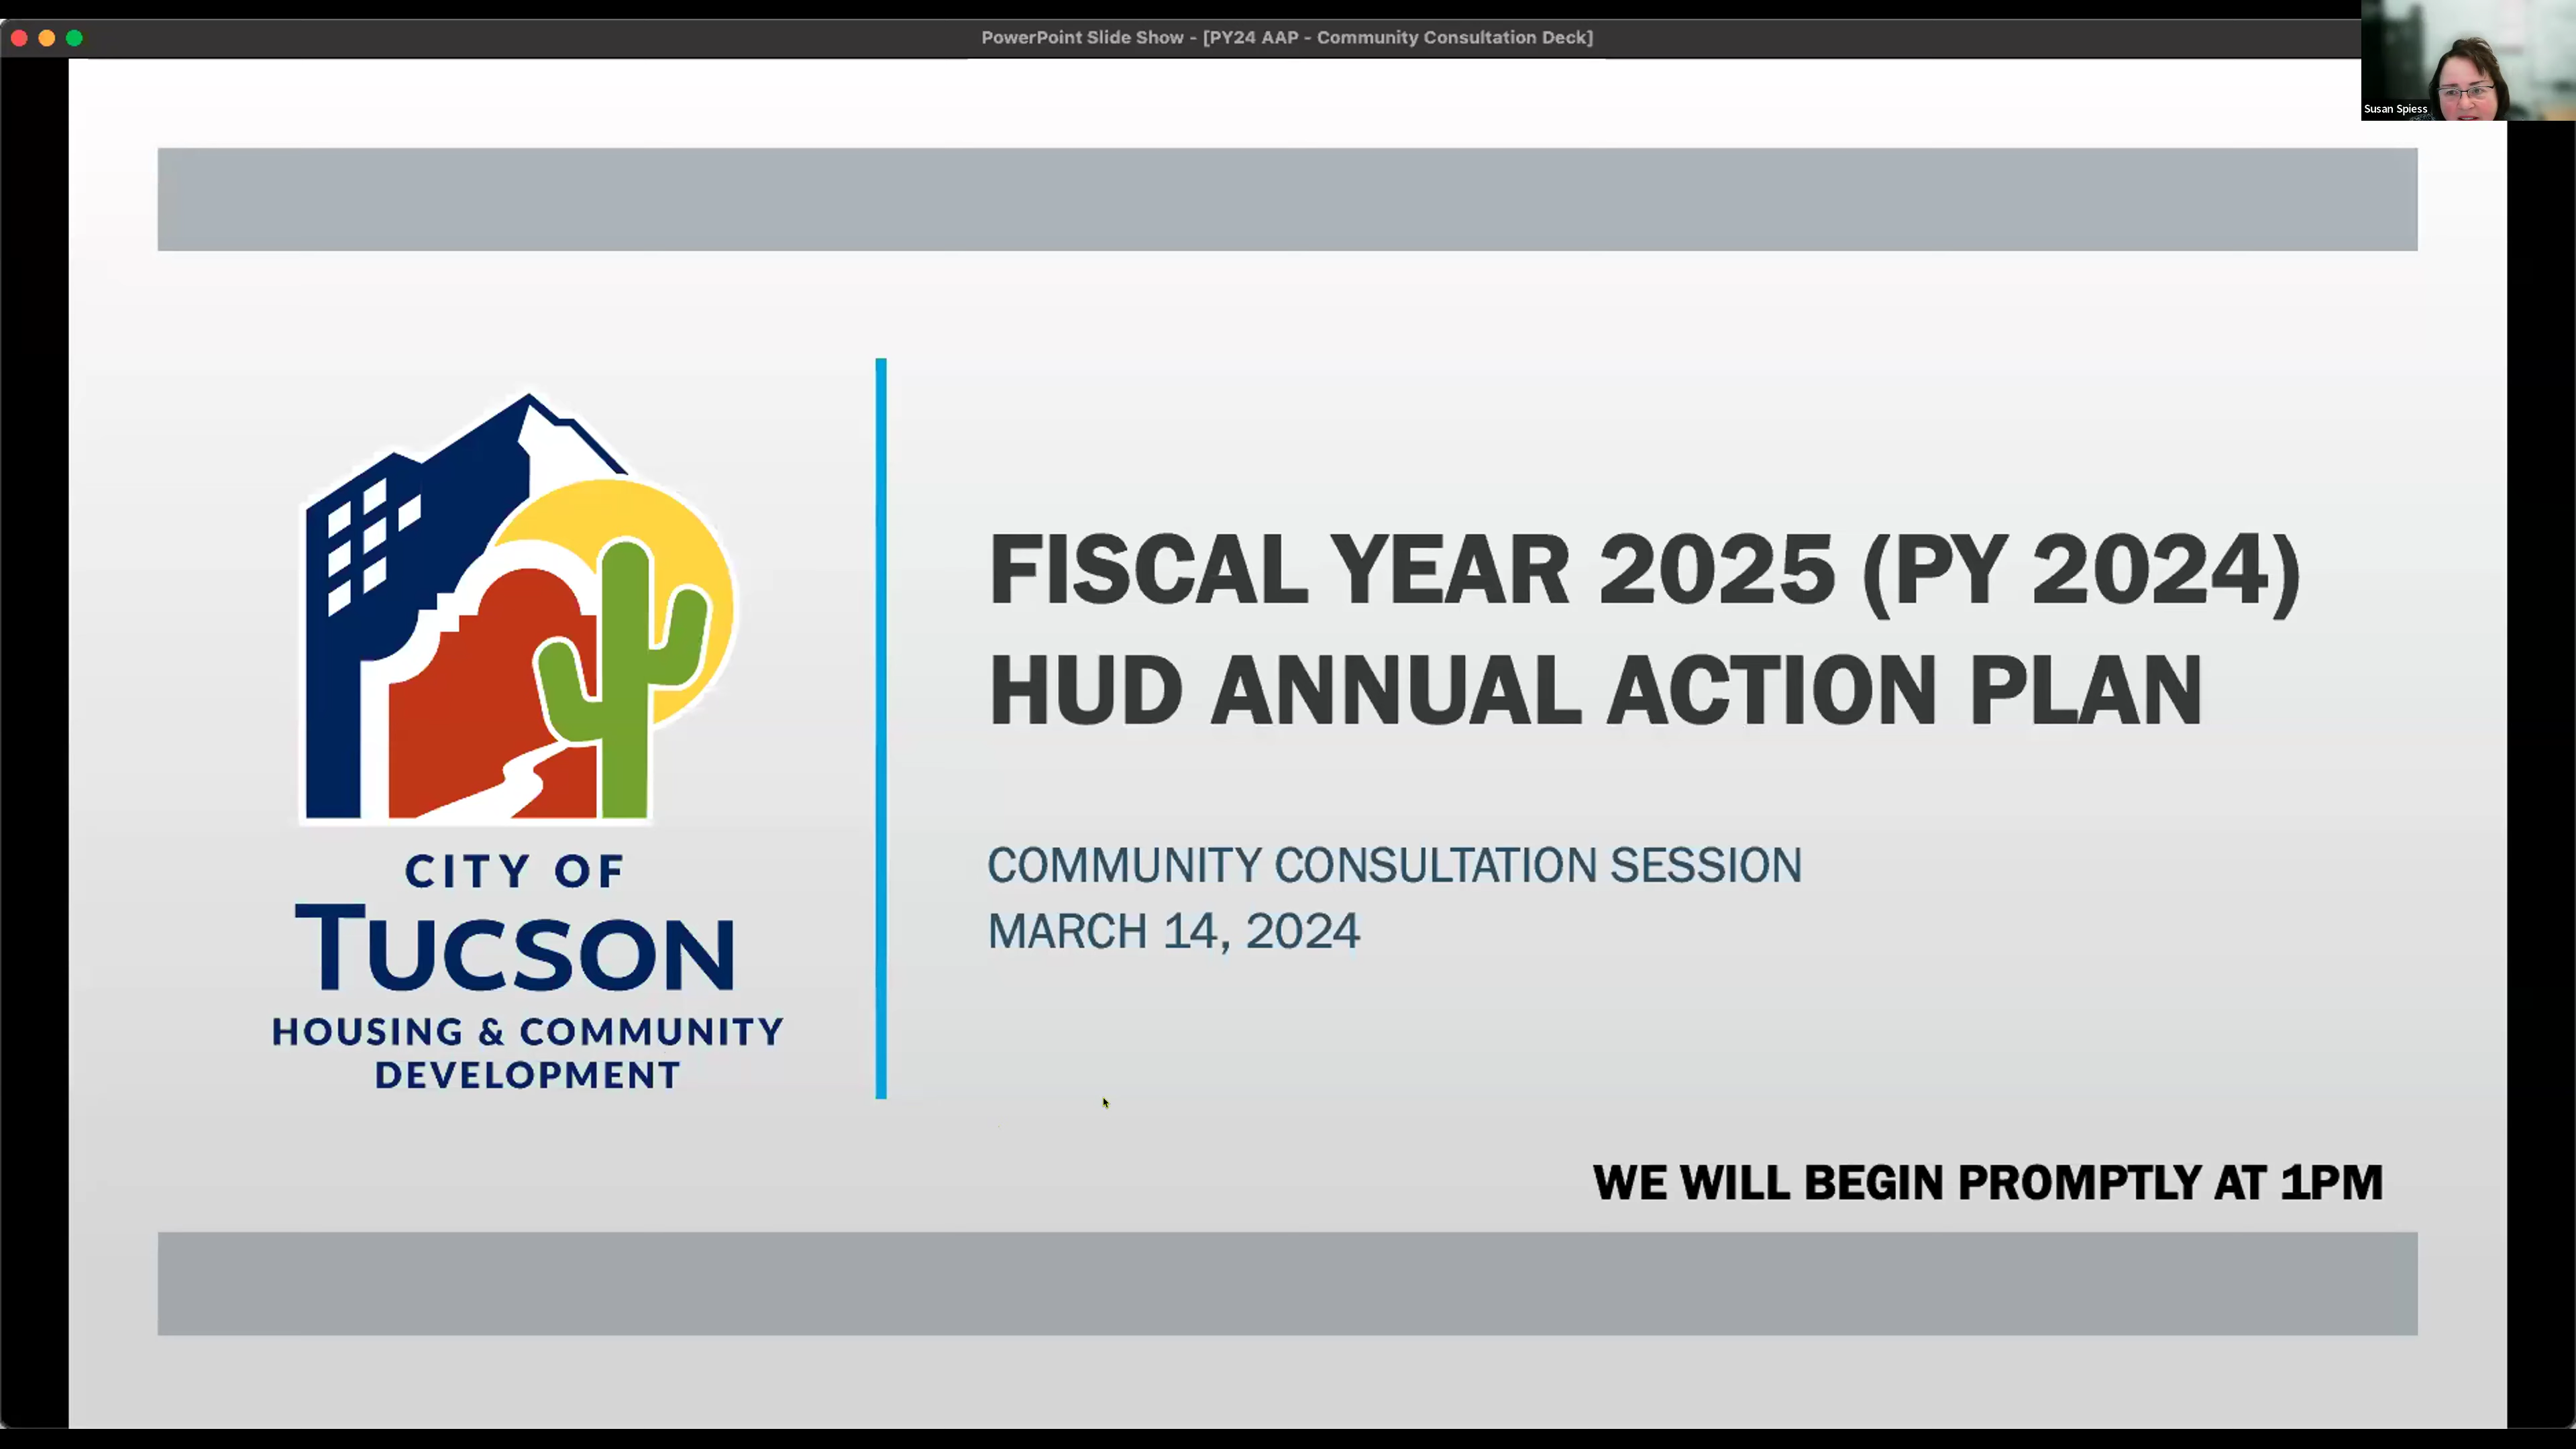 PowerPoint Slide Show - [PY24 AAP - Community Consultation Deck]
Susan Spiess
FISCAL YEAR 2025 (PY 2024)
HUD ANNUAL ACTION PLAN
COMMUNITY CONSULTATION SESSION
MARCH 14, 2024
CITY OF
TUCSON
HOUSING & COMMUNITY
DEVELOPMENT
WE WILL BEGIN PROMPTLY AT 1PM